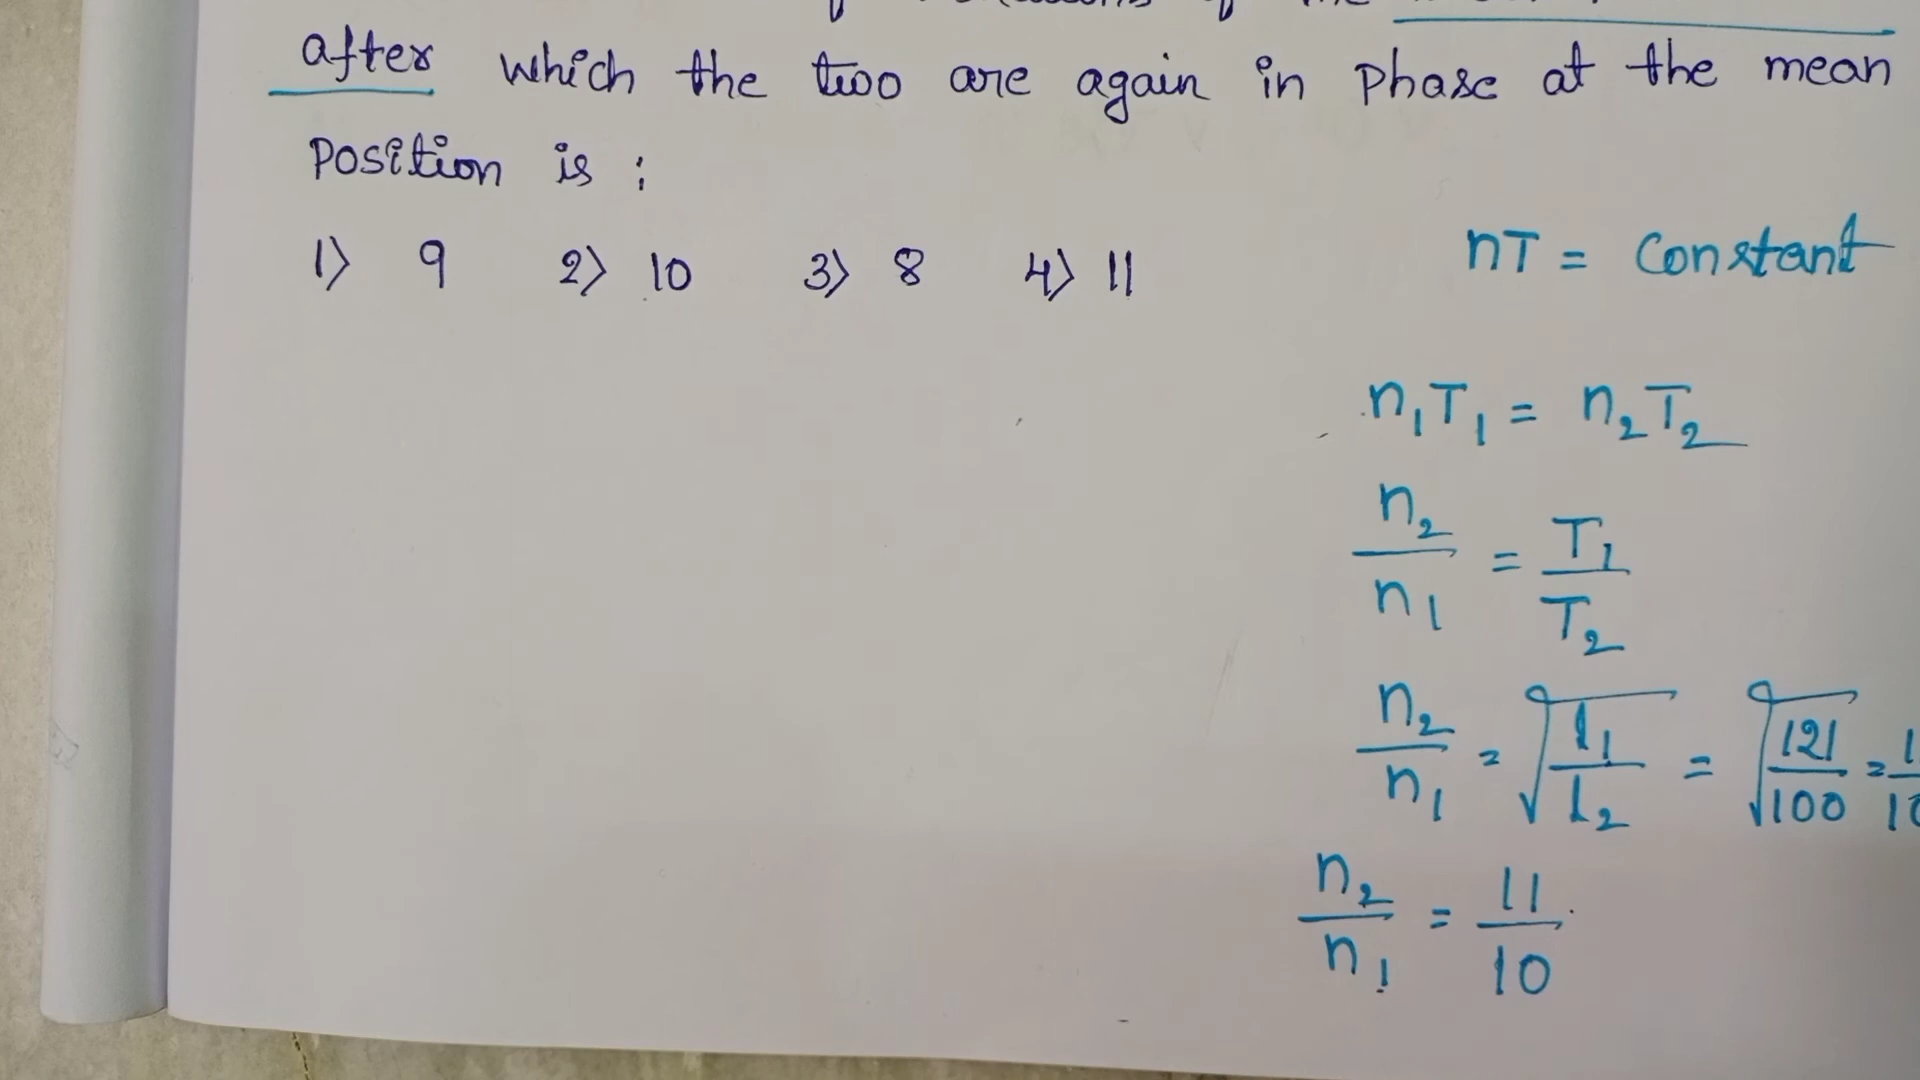 after which the two are again in phase at the mean
position is :
1) 9 2) 10 3) 8 4) 11
nT = Constant
n₁T₁ = n₂T₂
n₂/n₁ = T₁/T₂
n₂/n₁ = √(l₁/l₂) = √(121/100) =
n₂/n₁ = 11/10